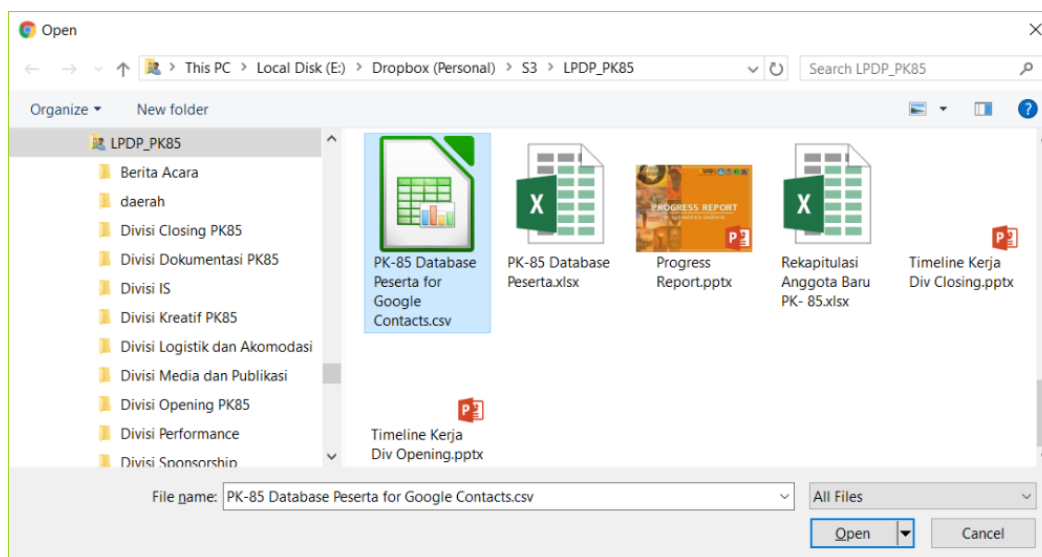 Open
This PC > Local Disk (E:) > Dropbox (Personal) > S3 > LPDP_PK85
Search LPDP_PK85
Organize
New folder
LPDP_PK85
Berita Acara
daerah
Divisi Closing PK85
Divisi Dokumentasi PK85
Divisi IS
Divisi Kreatif PK85
Divisi Logistik dan Akomodasi
Divisi Media dan Publikasi
Divisi Opening PK85
Divisi Performance
Divisi Sponsorship
PK-85 Database
Peserta for
Google
Contacts.csv
PK-85 Database
Peserta.xlsx
PROGRESS REPORT
Progress
Report.pptx
Rekapitulasi
Anggota Baru
PK- 85.xlsx
Timeline Kerja
Div Closing.pptx
Timeline Kerja
Div Opening.pptx
File name: PK-85 Database Peserta for Google Contacts.csv
All Files
Open
Cancel